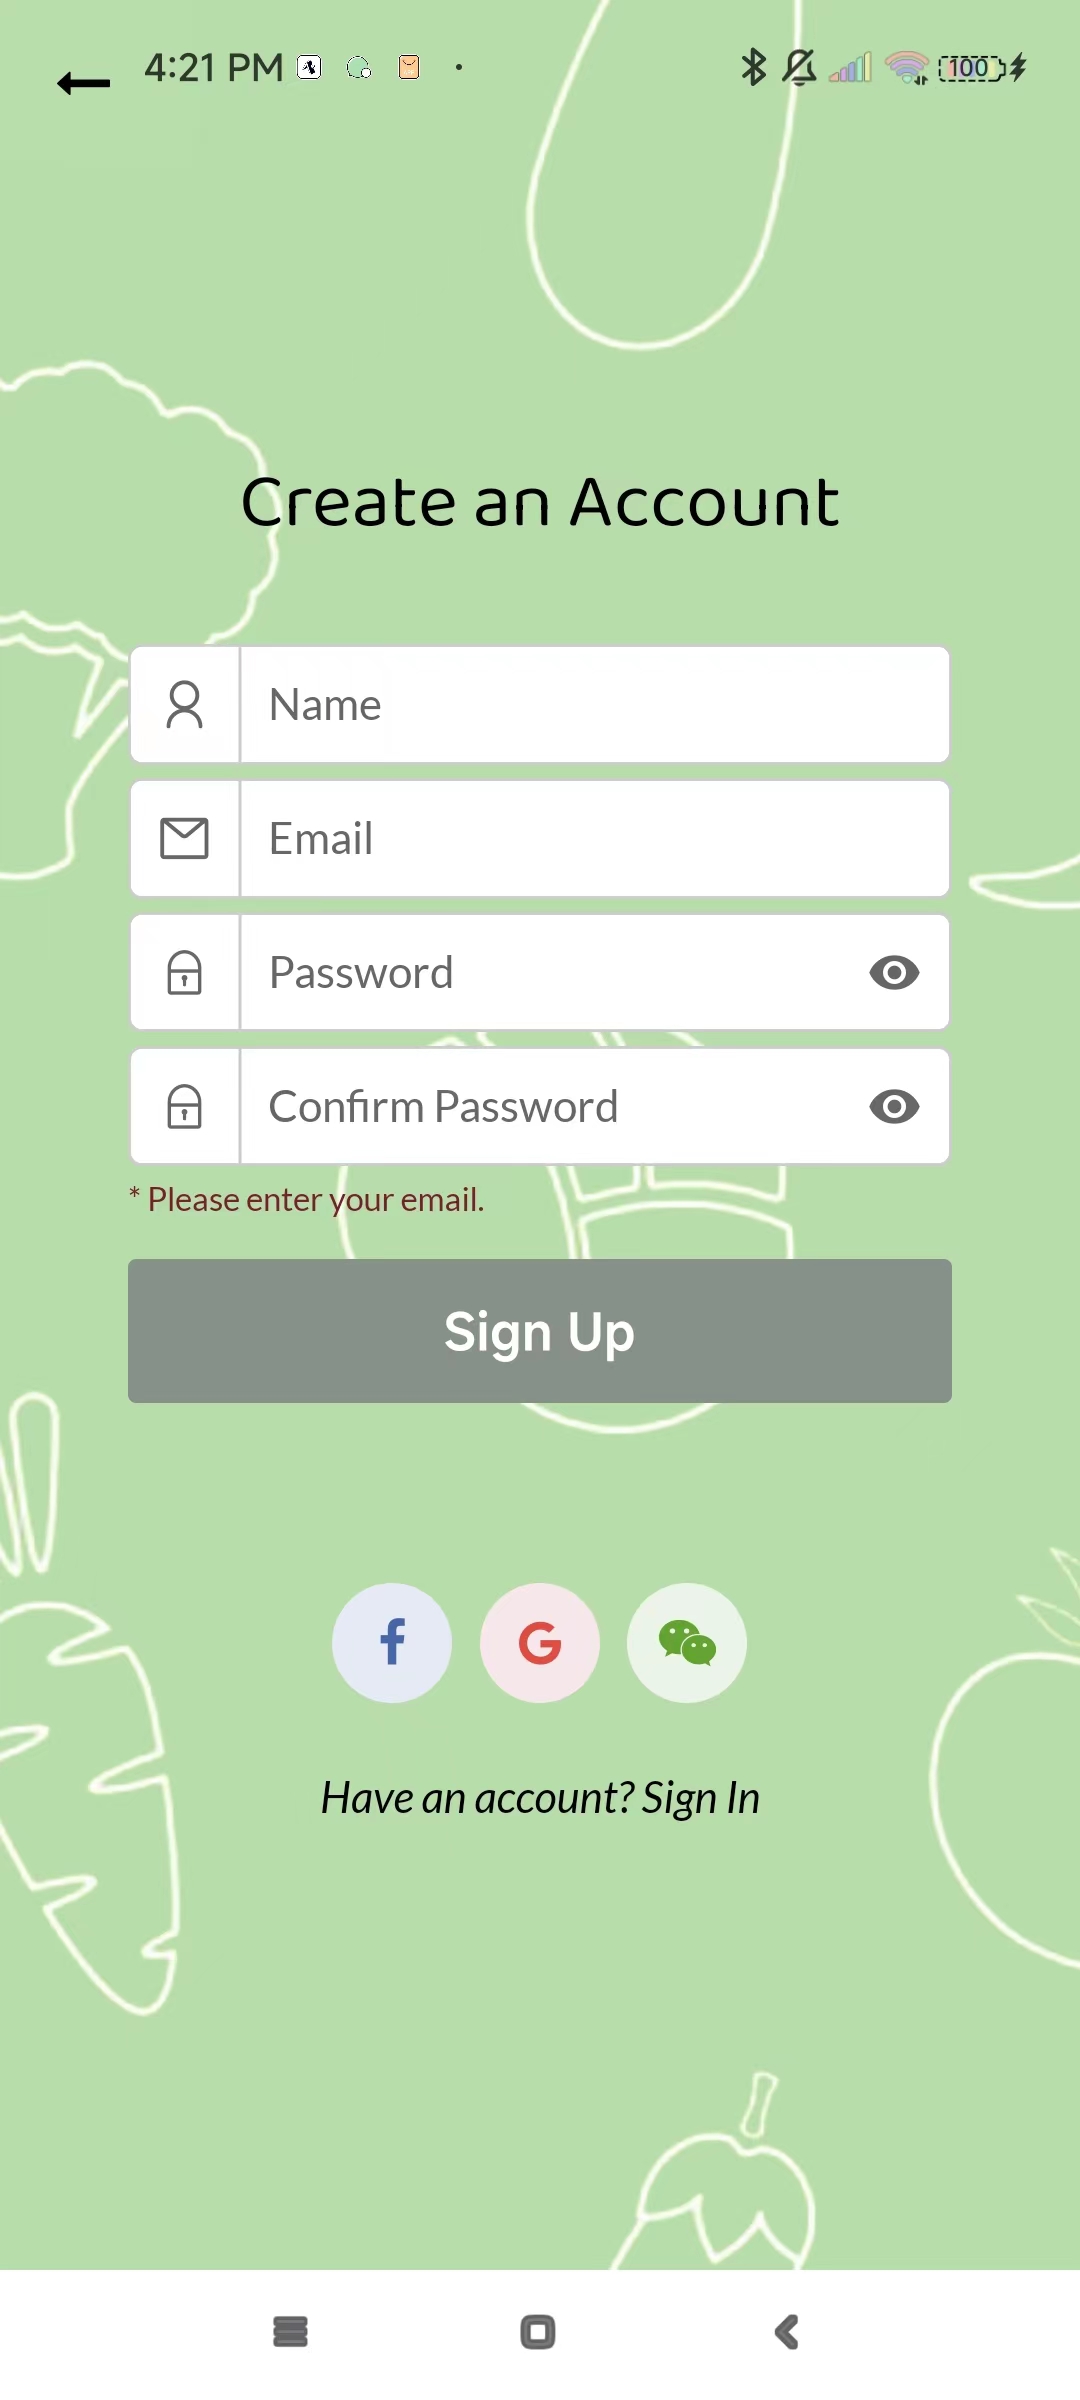 4:21 PM
100
Create an Account
Name
Email
Password
Confirm Password
* Please enter your email.
Sign Up
Have an account? Sign In